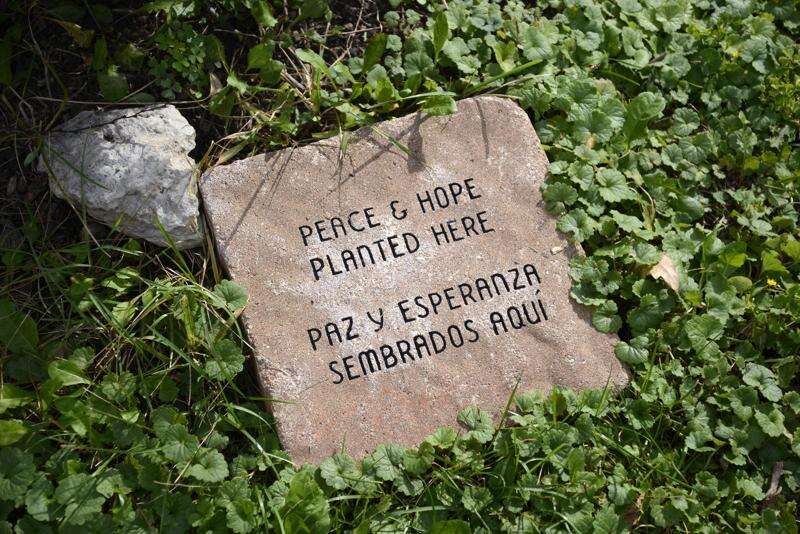 PEACE & HOPE
PLANTED HERE
PAZ Y ESPERANZA
SEMBRADOS AQUÍ